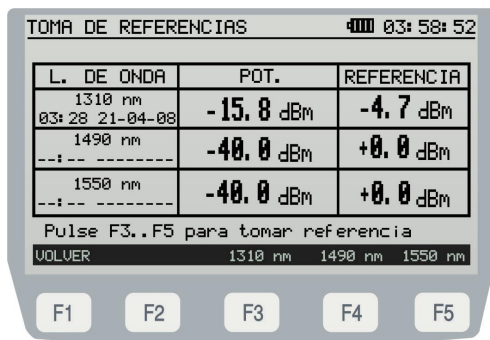 TOMA DE REFERENCIAS 03:58:52
L. DE ONDA POT. REFERENCIA
1310 nm
03:28 21-04-08 -15.8 dBm -4.7 dBm
1490 nm
--:-- -------- -40.0 dBm +0.0 dBm
1550 nm
--:-- -------- -40.0 dBm +0.0 dBm
Pulse F3..F5 para tomar referencia
VOLVER 1310 nm 1490 nm 1550 nm
F1 F2 F3 F4 F5